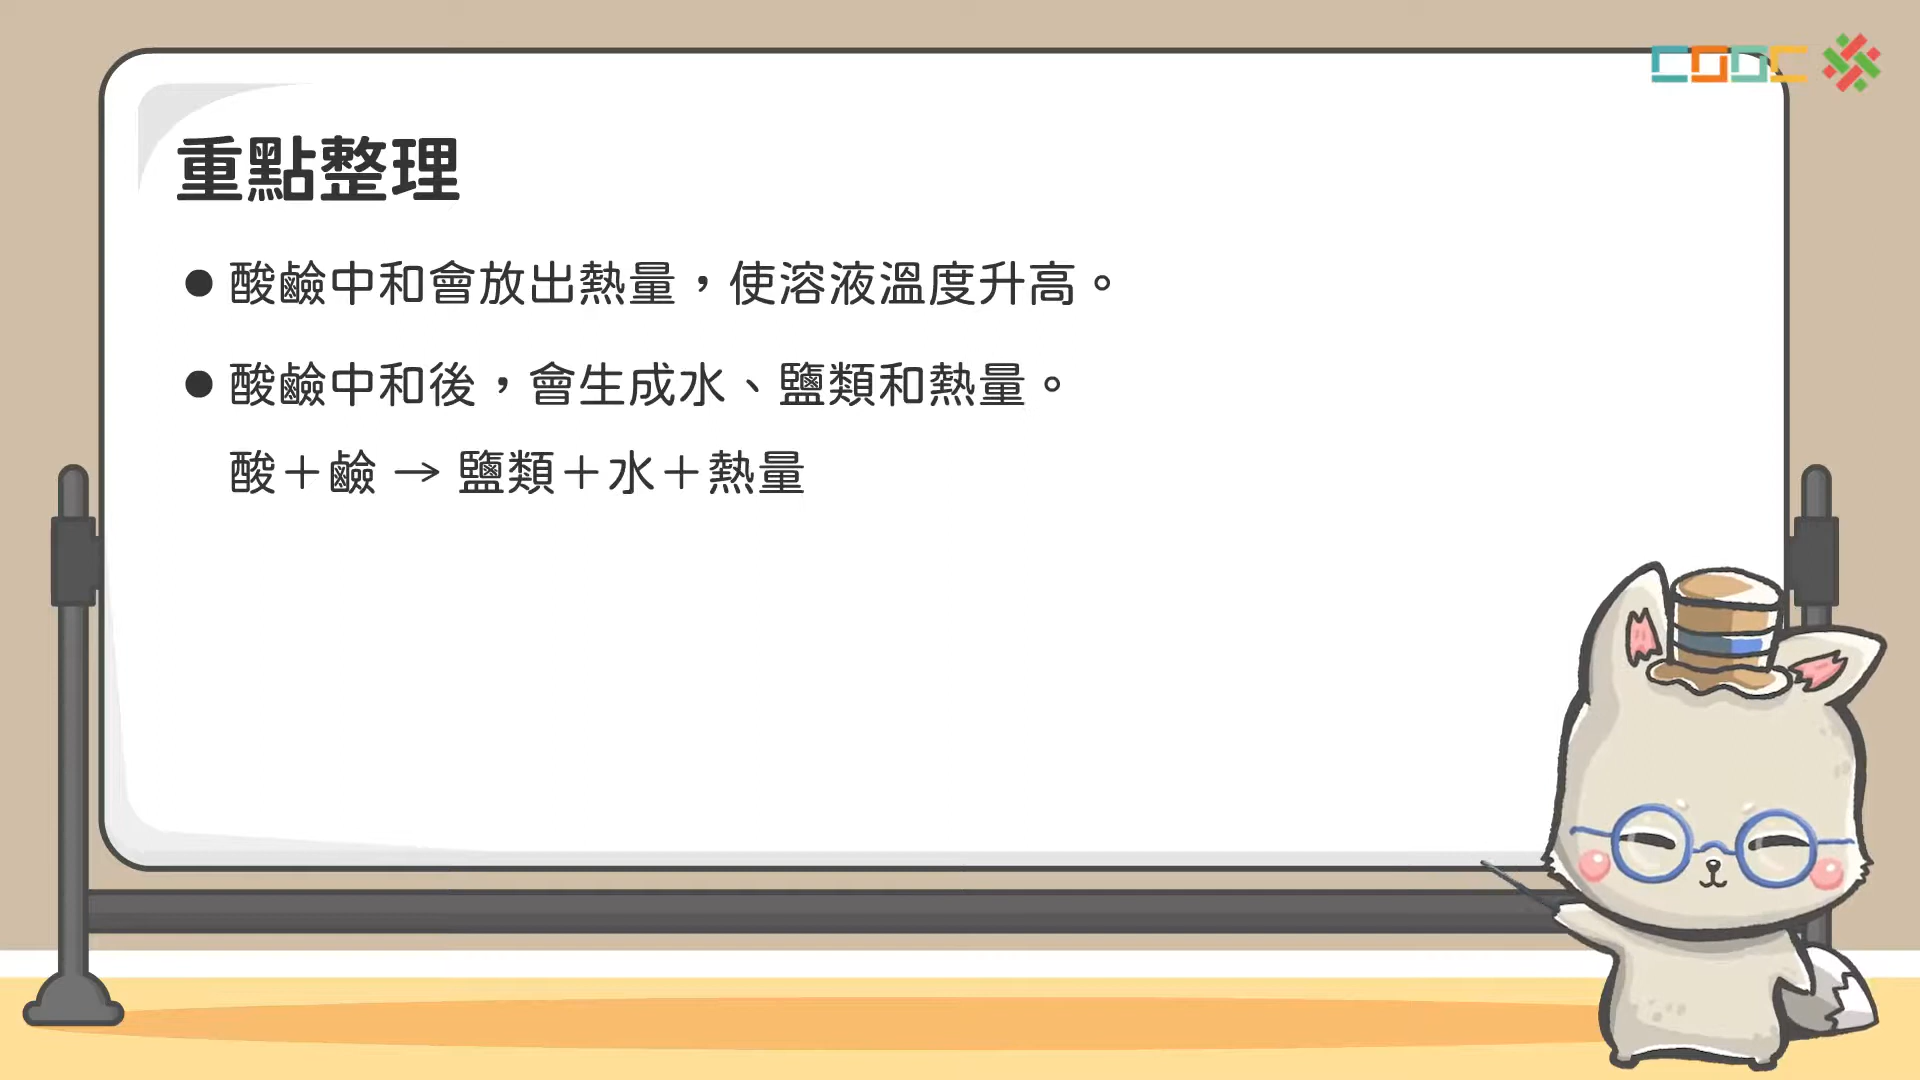 CODC
重點整理
● 酸鹼中和會放出熱量，使溶液溫度升高。
● 酸鹼中和後，會生成水、鹽類和熱量。
酸＋鹼 → 鹽類＋水＋熱量